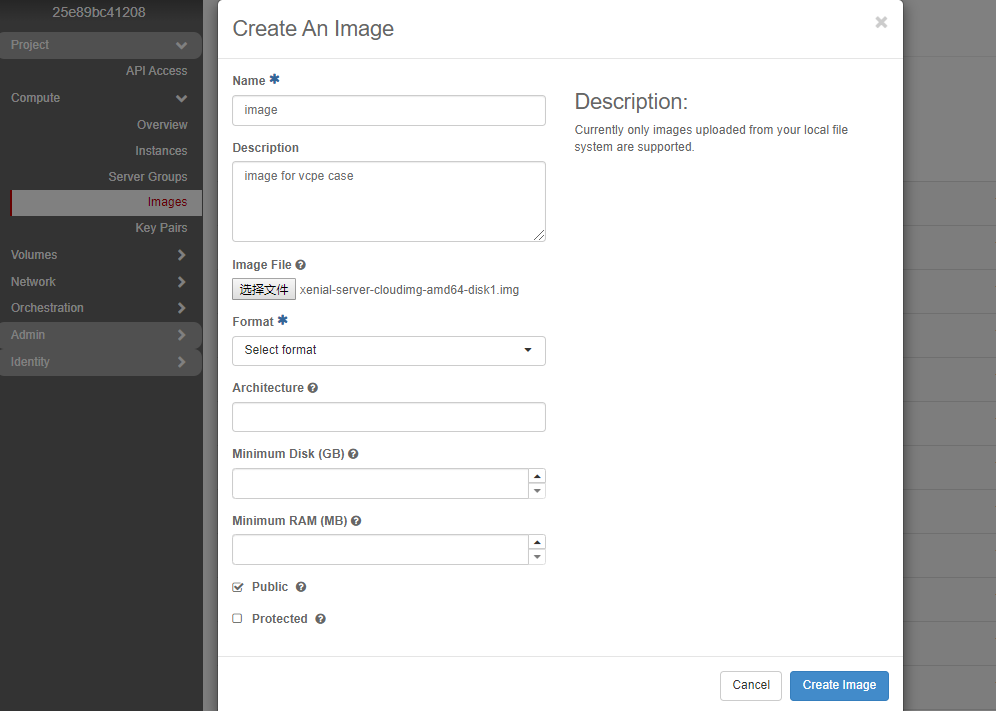 25e89bc41208
Project
API Access
Compute
Overview
Instances
Server Groups
Images
Key Pairs
Volumes
Network
Orchestration
Admin
Identity
Create An Image
Name
image
Description
image for vcpe case
Image File
选择文件 xenial-server-cloudimg-amd64-disk1.img
Format
Select format
Architecture
Minimum Disk (GB)
Minimum RAM (MB)
Public
Protected
Description:
Currently only images uploaded from your local file
system are supported.
Cancel
Create Image